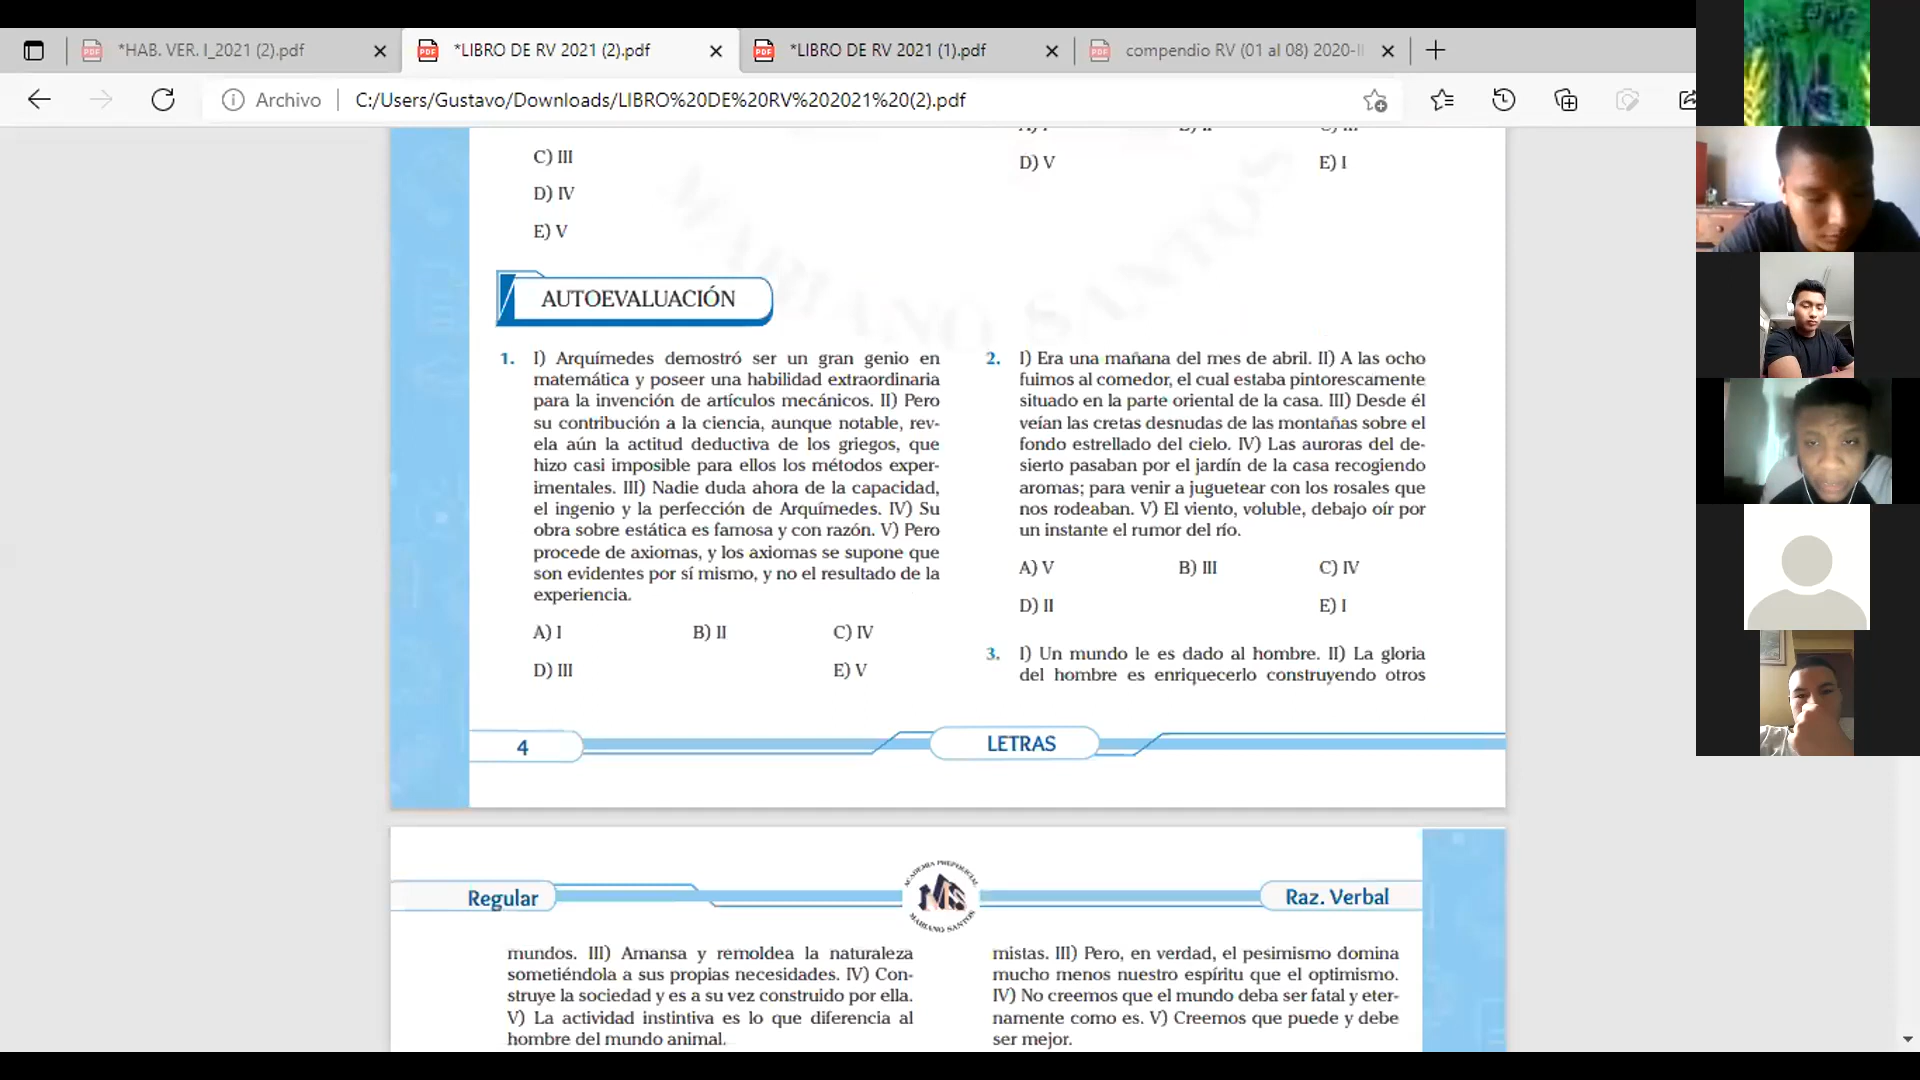 *HAB. VER. I_2021 (2).pdf
*LIBRO DE RV 2021 (2).pdf
*LIBRO DE RV 2021 (1).pdf
compendio RV (01 al 08) 2020-I
Archivo
C:/Users/Gustavo/Downloads/LIBRO%20DE%20RV%202021%20(2).pdf
C) III
D) IV
E) V
D) V E) I
MARIANO SANTOS
AUTOEVALUACIÓN
1. I) Arquímedes demostró ser un gran genio en
matemática y poseer una habilidad extraordinaria
para la invención de artículos mecánicos. II) Pero
su contribución a la ciencia, aunque notable, rev-
ela aún la actitud deductiva de los griegos, que
hizo casi imposible para ellos los métodos exper-
imentales. III) Nadie duda ahora de la capacidad,
el ingenio y la perfección de Arquímedes. IV) Su
obra sobre estática es famosa y con razón. V) Pero
procede de axiomas, y los axiomas se supone que
son evidentes por sí mismo, y no el resultado de la
experiencia.
A) I B) II C) IV
D) III E) V
2. I) Era una mañana del mes de abril. II) A las ocho
fuimos al comedor, el cual estaba pintorescamente
situado en la parte oriental de la casa. III) Desde él
veían las cretas desnudas de las montañas sobre el
fondo estrellado del cielo. IV) Las auroras del de-
sierto pasaban por el jardín de la casa recogiendo
aromas; para venir a juguetear con los rosales que
nos rodeaban. V) El viento, voluble, debajo oír por
un instante el rumor del río.
A) V B) III C) IV
D) II E) I
3. I) Un mundo le es dado al hombre. II) La gloria
del hombre es enriquecerlo construyendo otros
4
LETRAS
Regular
ACADEMIA PREPOLICIAL
MARIANO SANTOS
Raz. Verbal
mundos. III) Amansa y remoldea la naturaleza
sometiéndola a sus propias necesidades. IV) Con-
struye la sociedad y es a su vez construido por ella.
V) La actividad instintiva es lo que diferencia al
hombre del mundo animal.
mistas. III) Pero, en verdad, el pesimismo domina
mucho menos nuestro espíritu que el optimismo.
IV) No creemos que el mundo deba ser fatal y eter-
namente como es. V) Creemos que puede y debe
ser mejor.